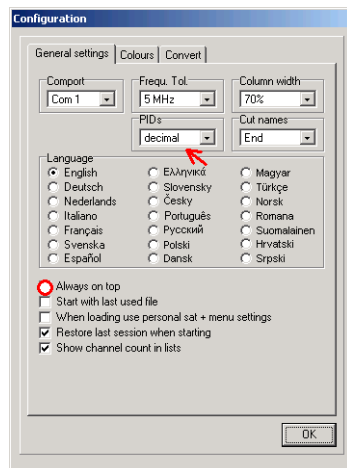 Configuration
General settings Colours Convert
Comport Frequ. Tol. Column width
Com 1 5 MHz 70%
PIDs Cut names
decimal End
Language
English Ελληνικά Magyar
Deutsch Slovensky Türkçe
Nederlands Česky Norsk
Italiano Português Romana
Français Русский Suomalainen
Svenska Polski Hrvatski
Español Dansk Srpski
Always on top
Start with last used file
When loading use personal sat + menu settings
Restore last session when starting
Show channel count in lists
OK